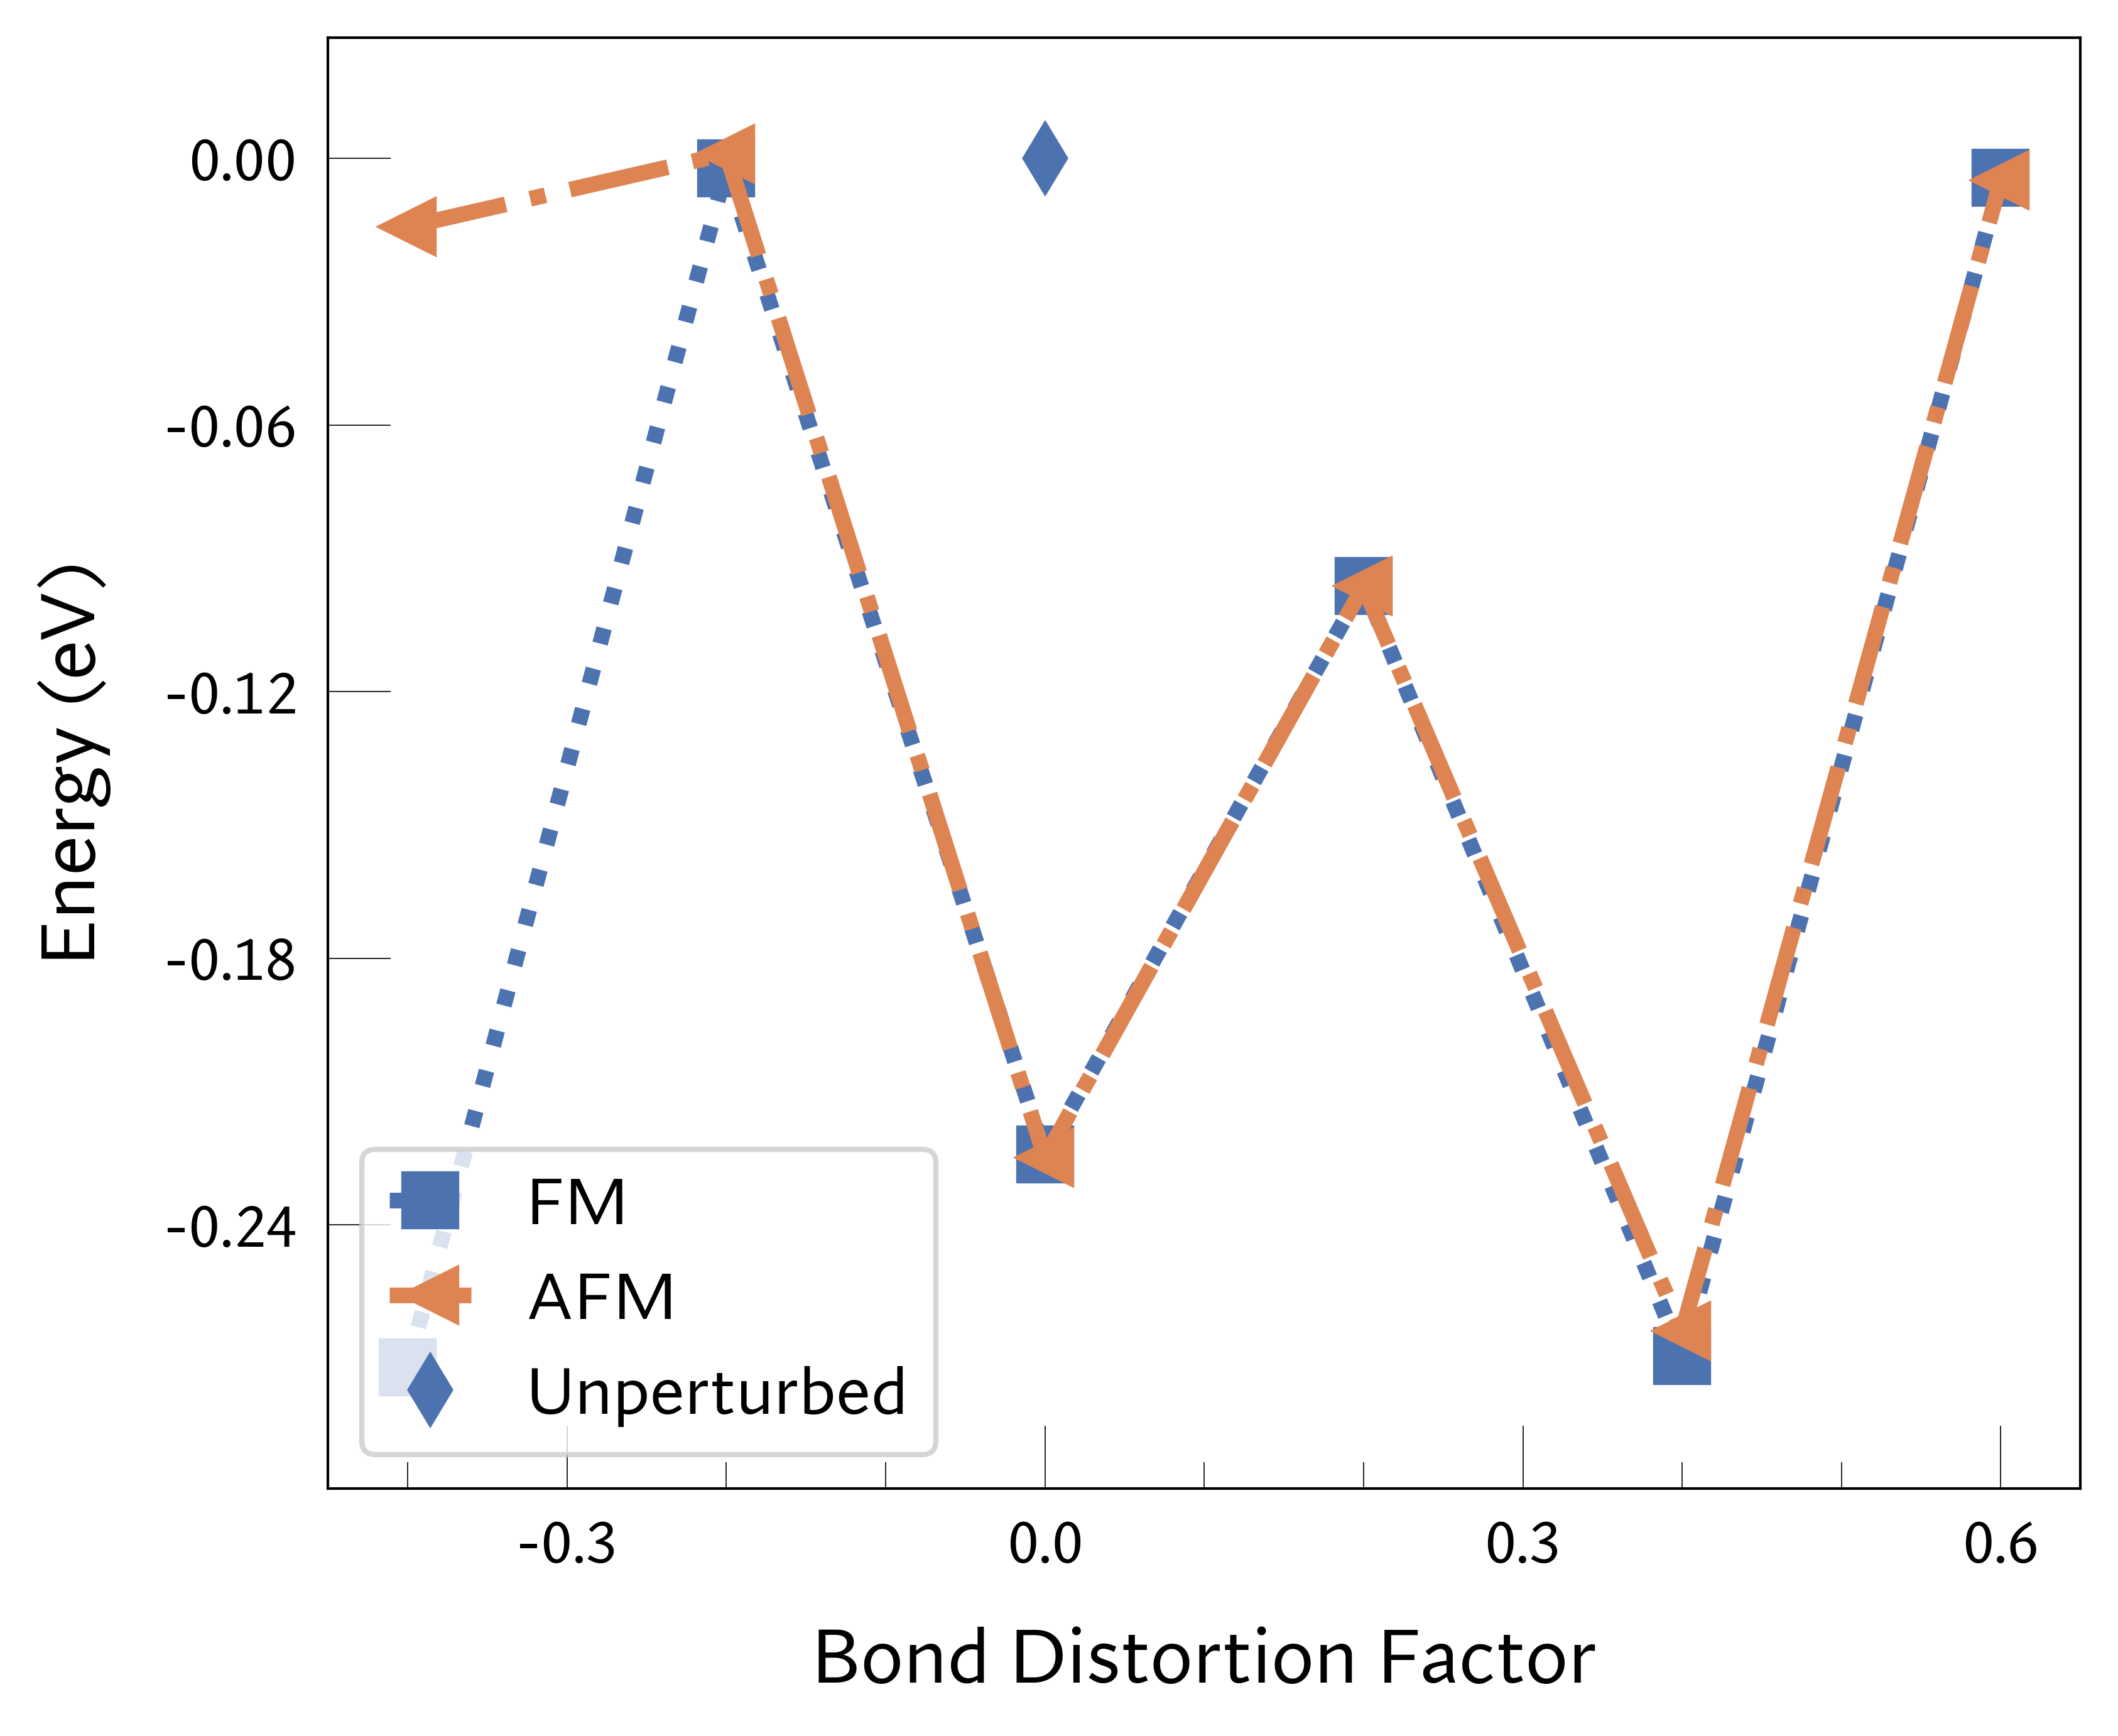 Energy (eV)
0.00
-0.06
-0.12
-0.18
-0.24
FM
AFM
Unperturbed
-0.3 0.0 0.3 0.6
Bond Distortion Factor